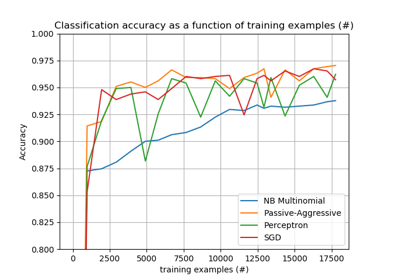 Classification accuracy as a function of training examples (#)
1.000
0.975
0.950
0.925
0.900
0.875
0.850
0.825
0.800
Accuracy
NB Multinomial
Passive-Aggressive
Perceptron
SGD
0 2500 5000 7500 10000 12500 15000 17500
training examples (#)